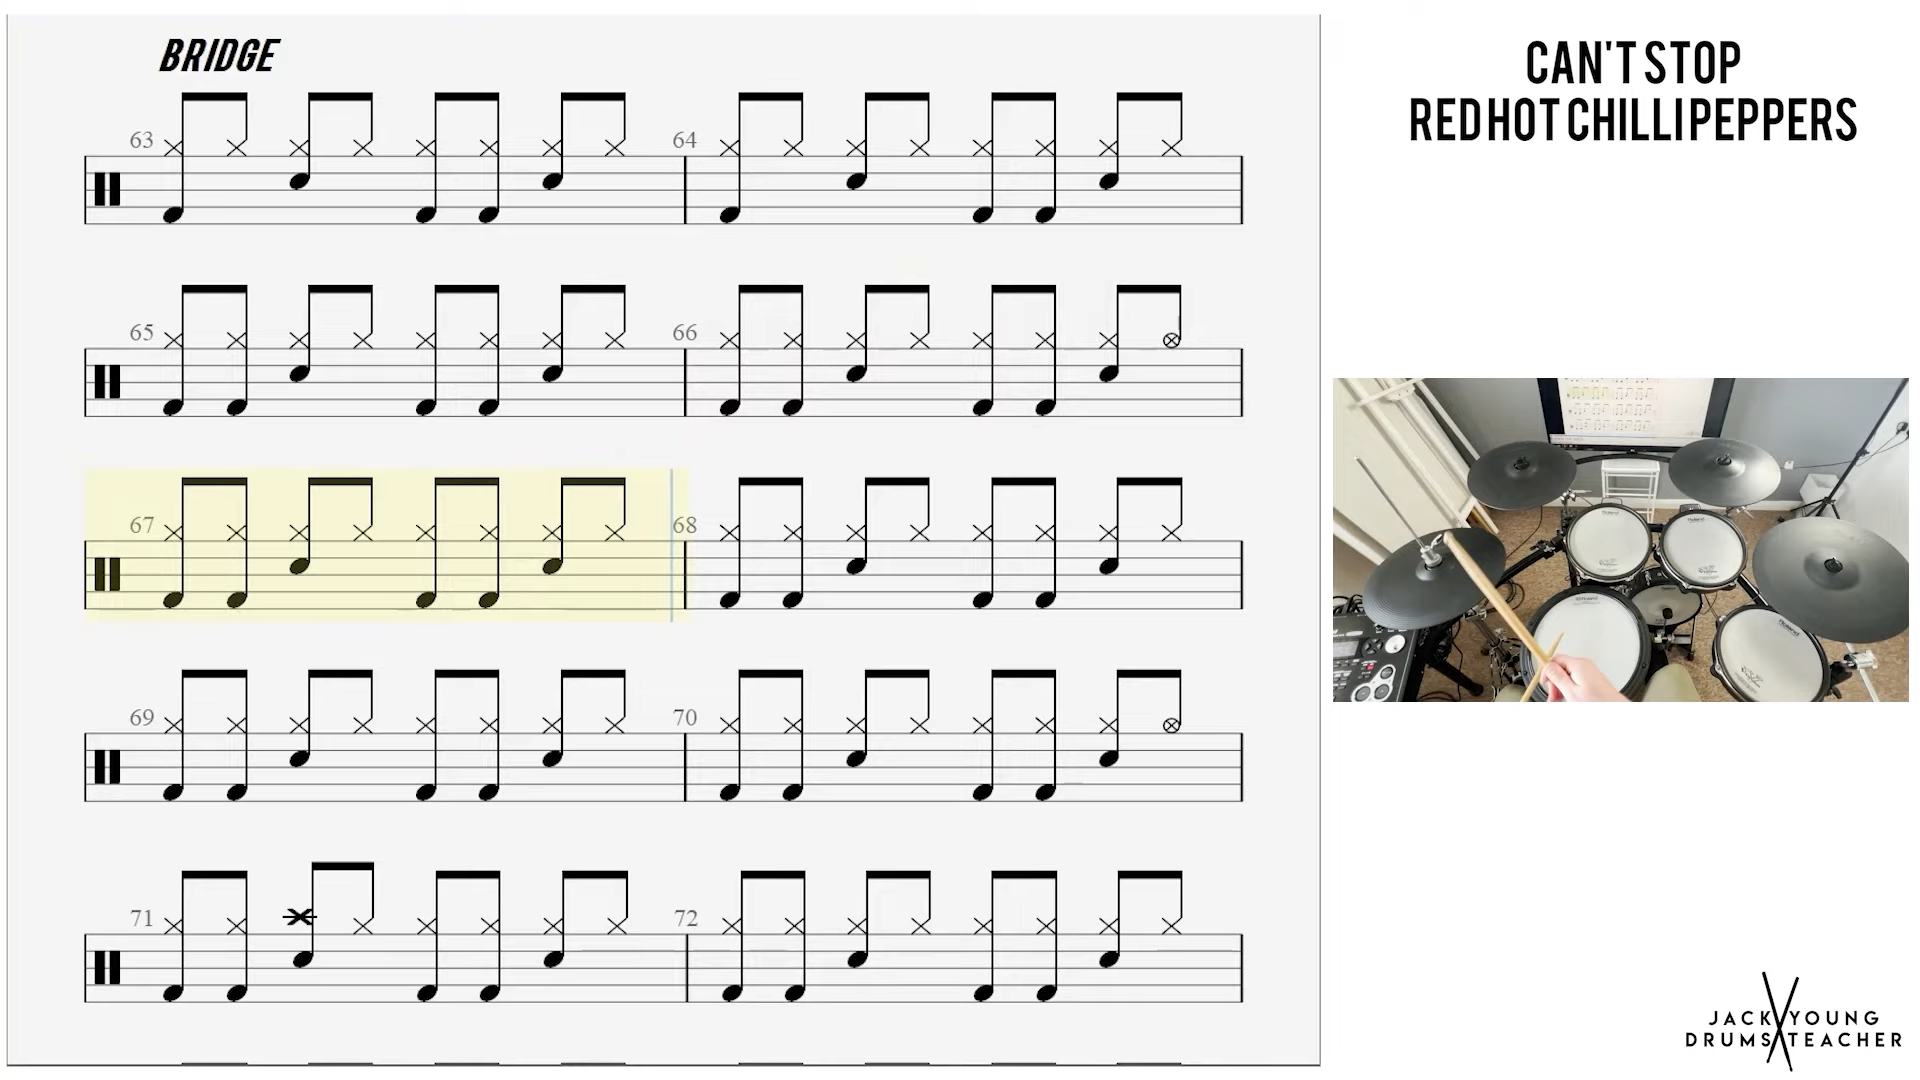 BRIDGE
CAN'T STOP
RED HOT CHILLI PEPPERS
63
64
65
66
67
68
69
70
71
72
JACK YOUNG
DRUMS TEACHER